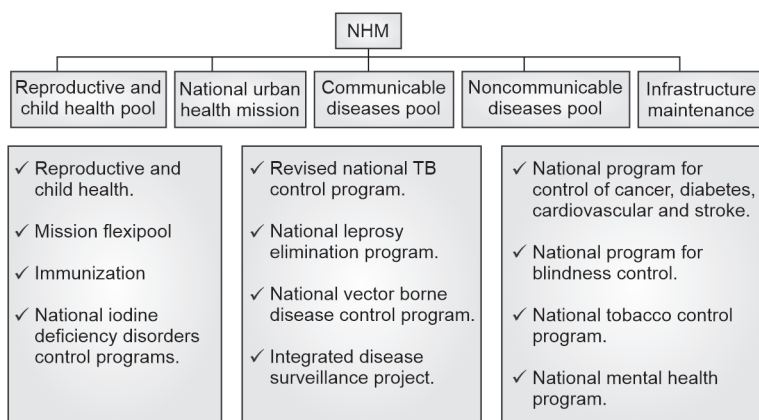 NHM
Reproductive and
child health pool
National urban
health mission
Communicable
diseases pool
Noncommunicable
diseases pool
Infrastructure
maintenance
✓ Reproductive and
child health.
✓ Mission flexipool
✓ Immunization
✓ National iodine
deficiency disorders
control programs.
✓ Revised national TB
control program.
✓ National leprosy
elimination program.
✓ National vector borne
disease control program.
✓ Integrated disease
surveillance project.
✓ National program for
control of cancer, diabetes,
cardiovascular and stroke.
✓ National program for
blindness control.
✓ National tobacco control
program.
✓ National mental health
program.